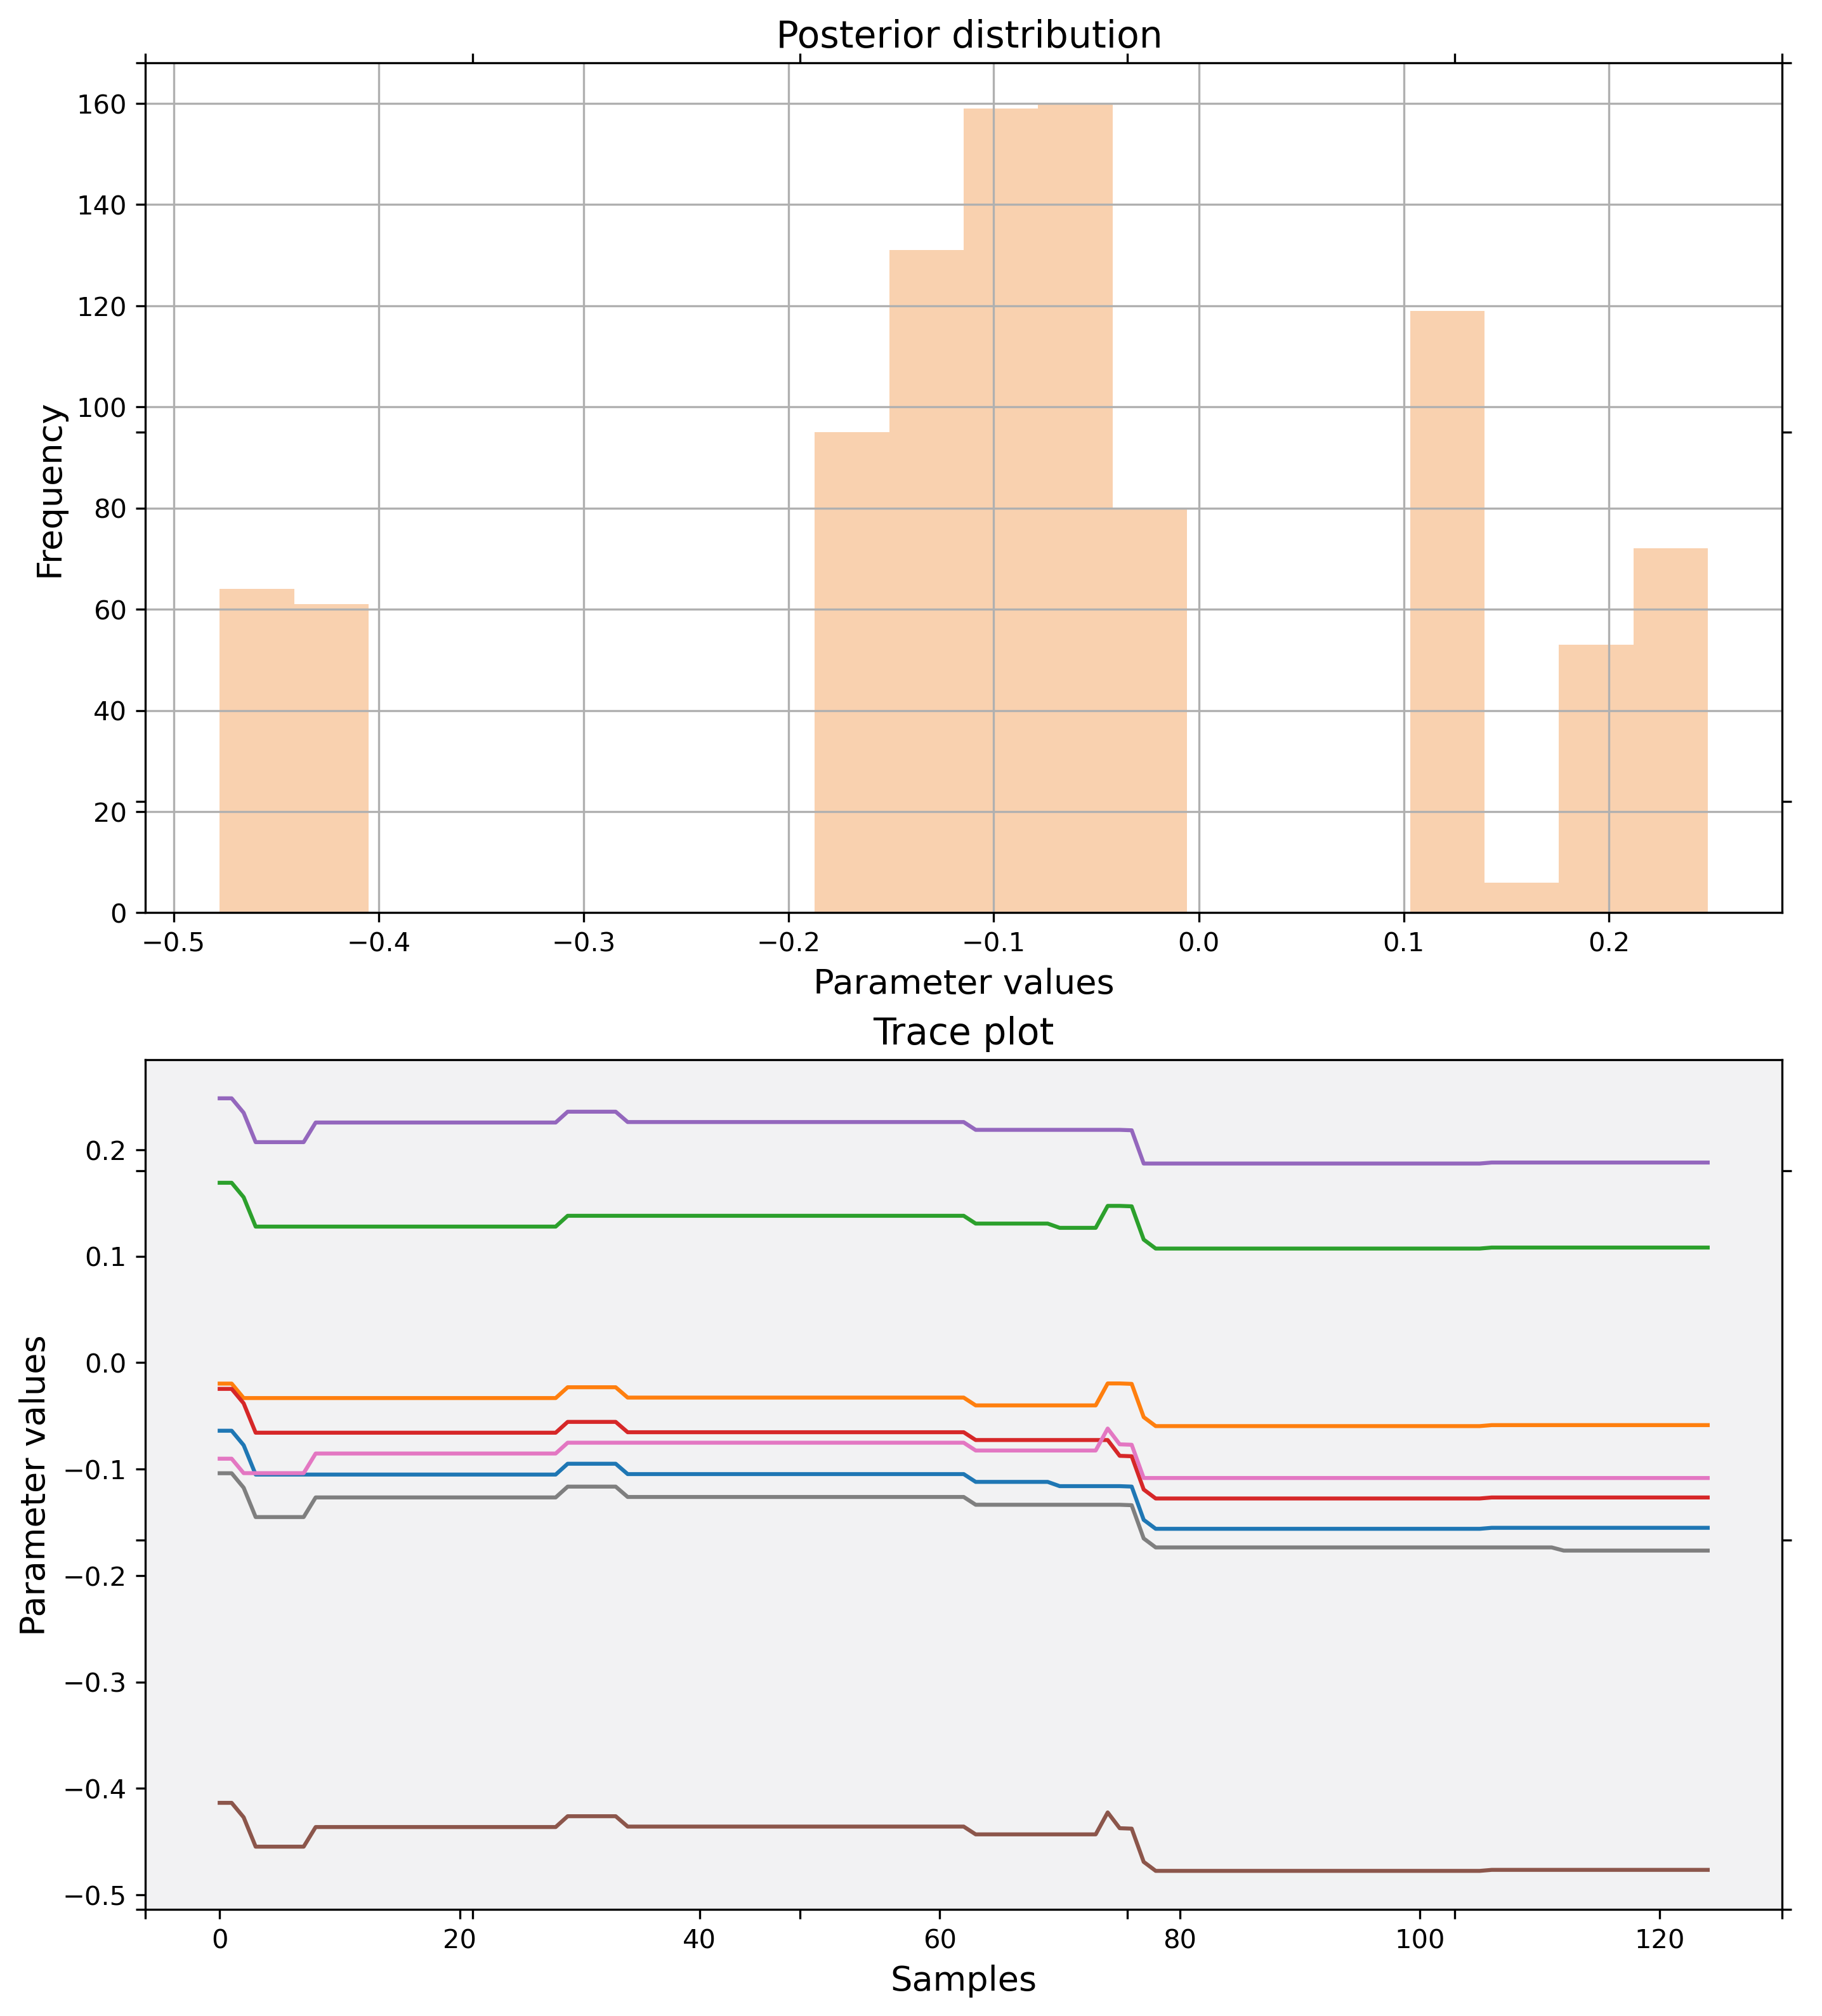 Posterior distribution
160
140
120
100
80
60
40
20
0
Frequency
−0.5 −0.4 −0.3 −0.2 −0.1 0.0 0.1 0.2
Parameter values
Trace plot
0.2
0.1
0.0
−0.1
−0.2
−0.3
−0.4
−0.5
Parameter values
0 20 40 60 80 100 120
Samples